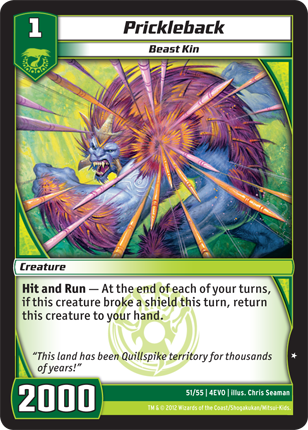 1
Prickleback
Beast Kin
Creature
Hit and Run — At the end of each of your turns,
if this creature broke a shield this turn, return
this creature to your hand.
“This land has been Quillspike territory for thousands
of years!”
2000
51/55 | 4EVO | illus. Chris Seaman
TM & © 2012 Wizards of the Coast/Shogakukan/Mitsui-Kids